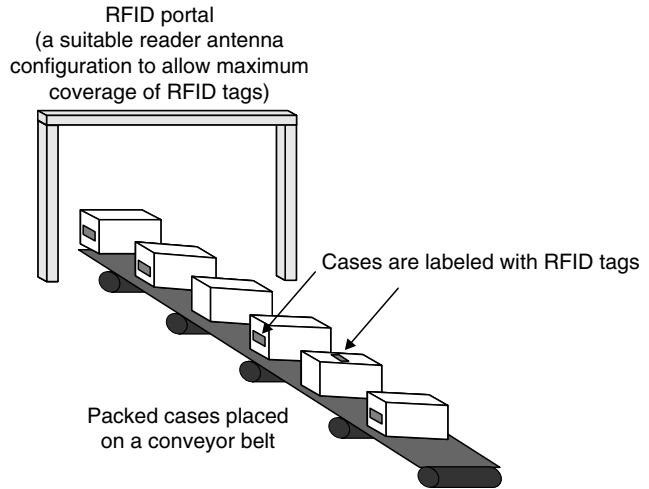 RFID portal
(a suitable reader antenna
configuration to allow maximum
coverage of RFID tags)
Cases are labeled with RFID tags
Packed cases placed
on a conveyor belt